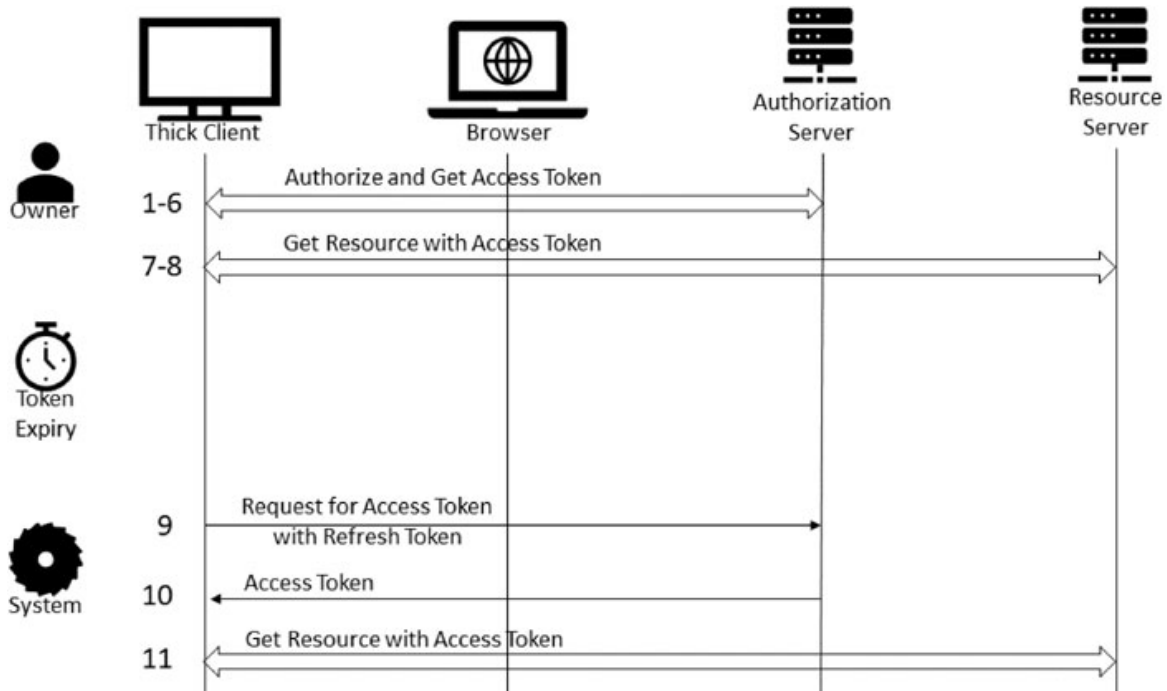 Thick Client
Browser
Authorization
Server
Resource
Server
Owner
1-6
Authorize and Get Access Token
7-8
Get Resource with Access Token
Token
Expiry
System
9
Request for Access Token
with Refresh Token
10
Access Token
11
Get Resource with Access Token